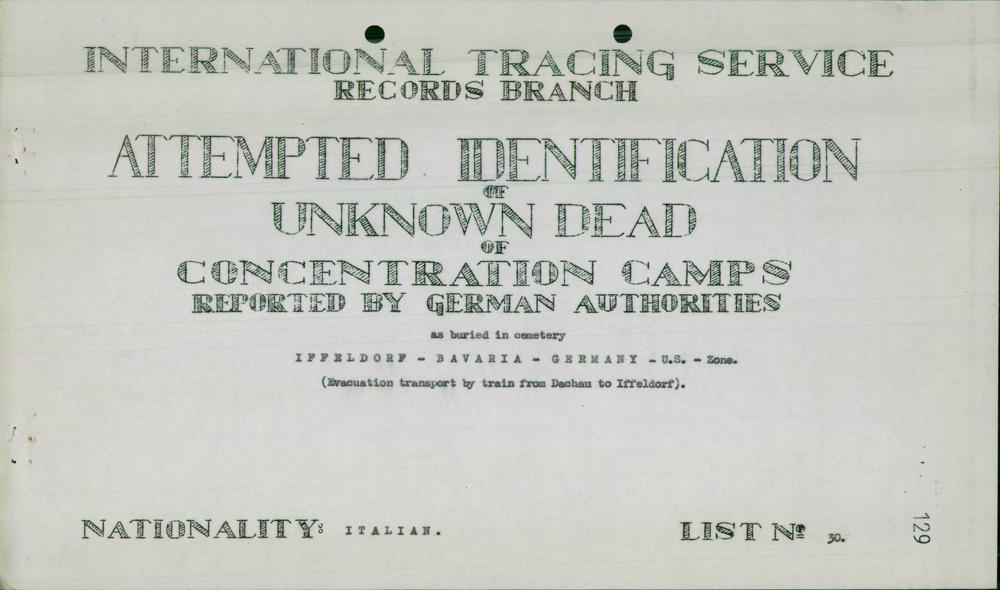 INTERNATIONAL TRACING SERVICE
RECORDS BRANCH
ATTEMPTED IDENTIFICATION
OF
UNKNOWN DEAD
OF
CONCENTRATION CAMPS
REPORTED BY GERMAN AUTHORITIES
as buried in cemetery
IFFELDORF - BAVARIA - GERMANY - U.S. - Zone.
(Evacuation transport by train from Dachau to Iffeldorf).
NATIONALITY: ITALIAN.
LIST Nº 30.
129